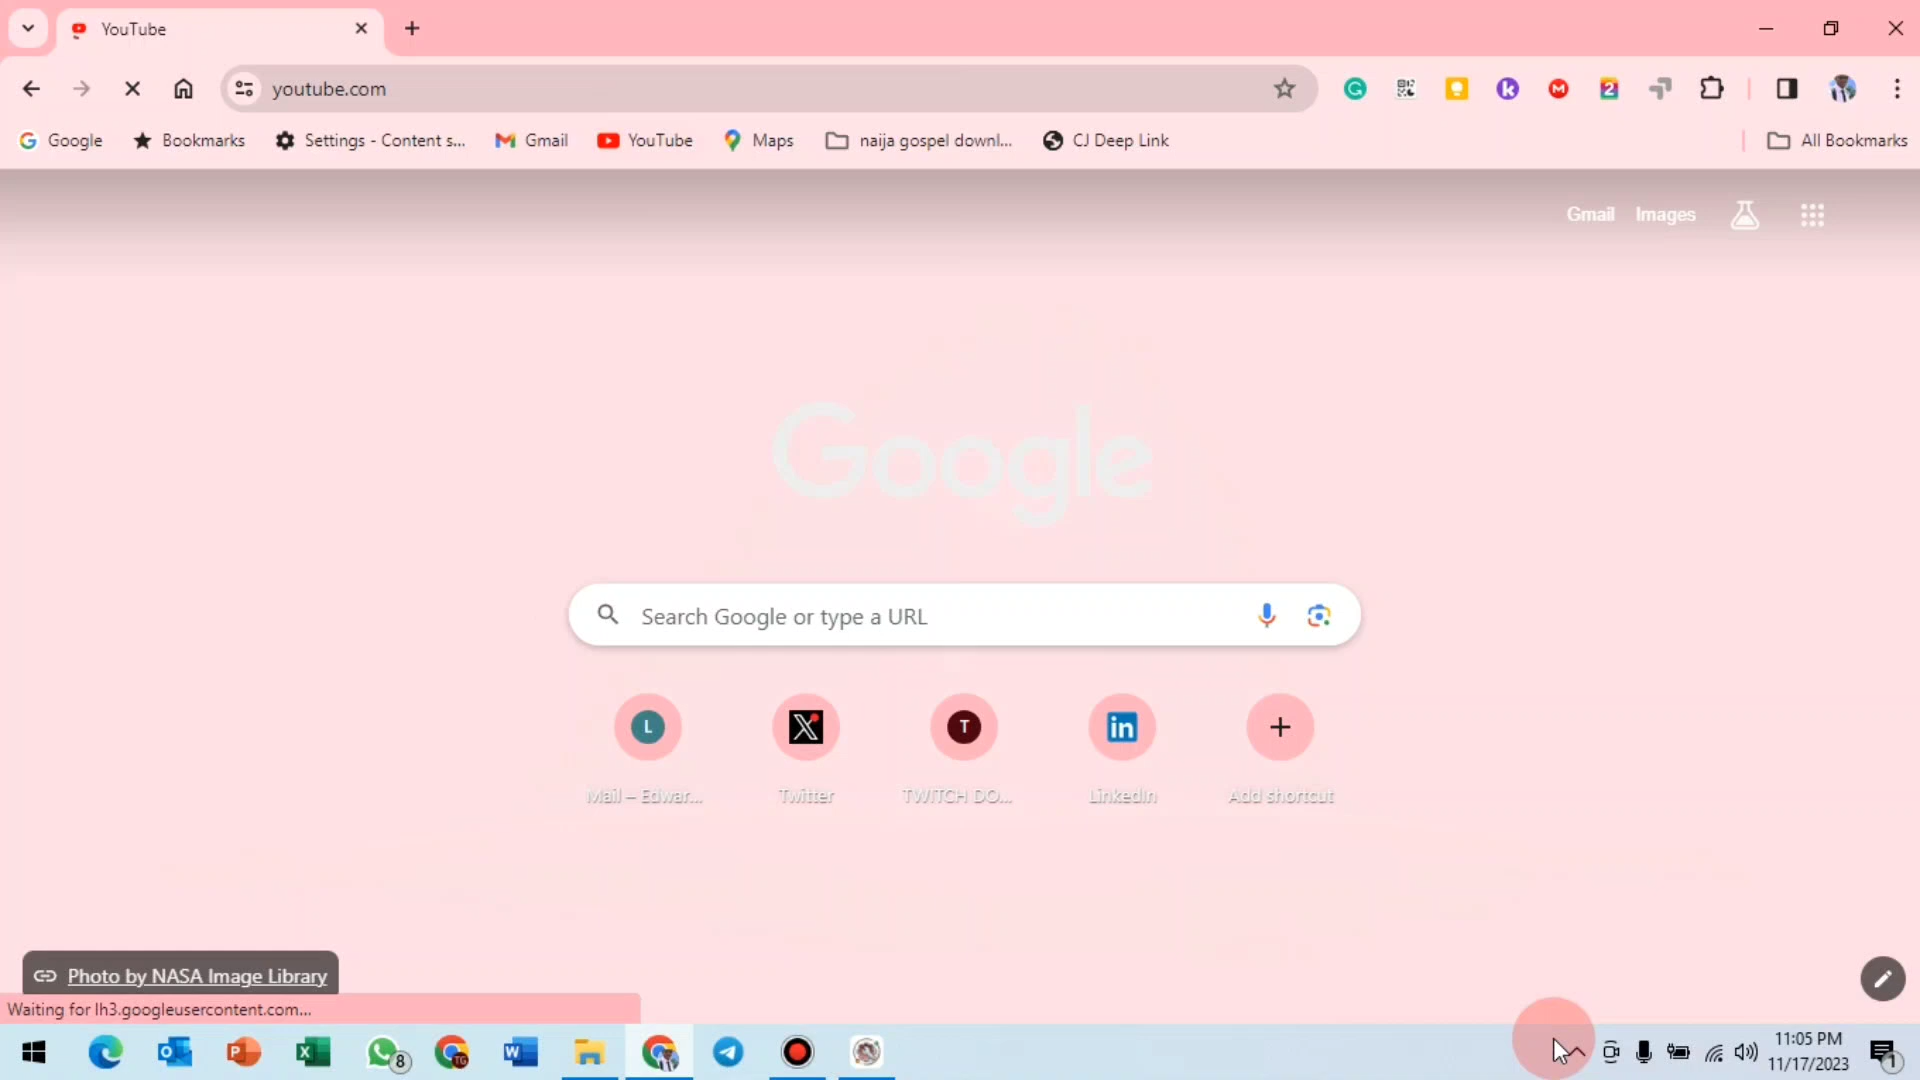 YouTube
youtube.com
Google Bookmarks Settings - Content s... Gmail YouTube Maps naija gospel downl... CJ Deep Link All Bookmarks
Gmail Images
Google
Search Google or type a URL
L T in
Mail – Edwar... Twitter TWITCH DO... LinkedIn Add shortcut
Photo by NASA Image Library
Waiting for lh3.googleusercontent.com...
8
11:05 PM
11/17/2023
1